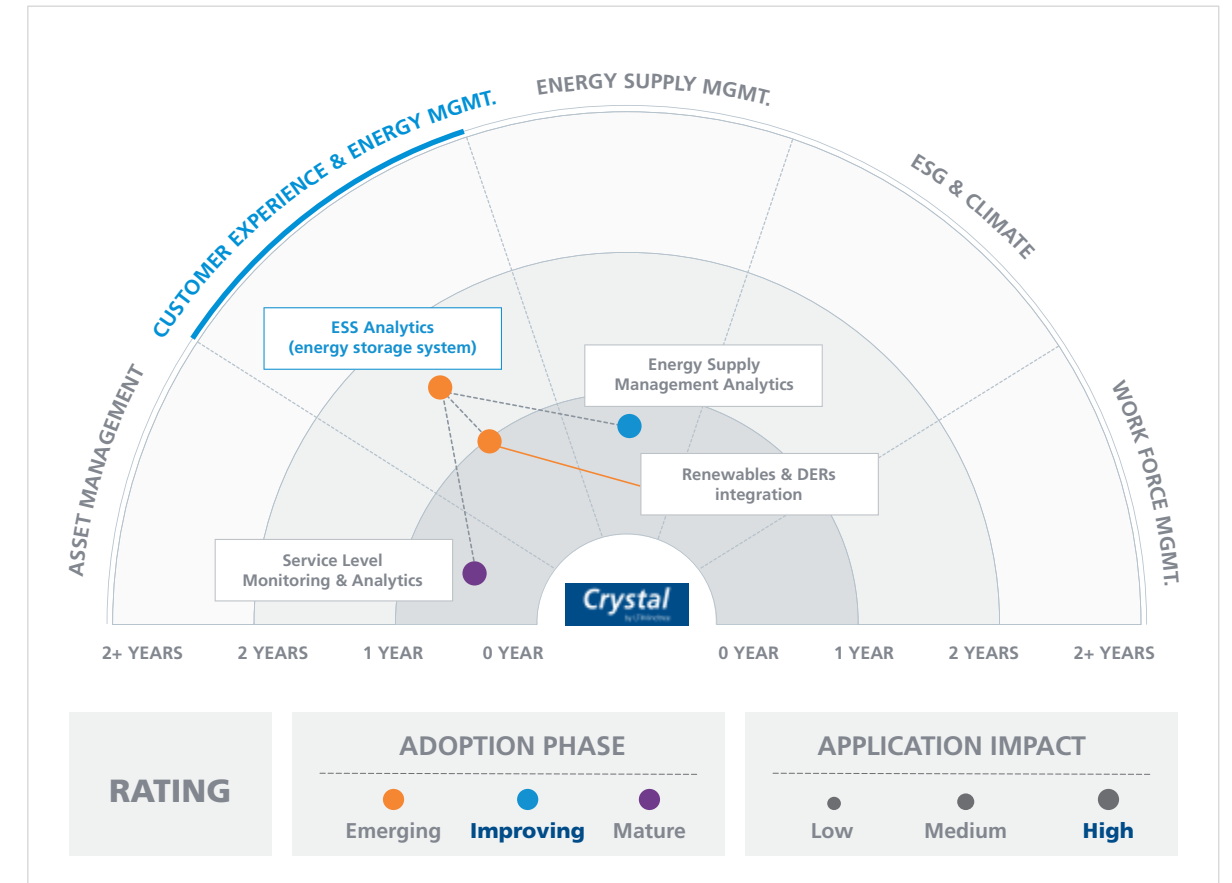 ENERGY SUPPLY MGMT.
CUSTOMER EXPERIENCE & ENERGY MGMT.
ESG & CLIMATE
ASSET MANAGEMENT
WORK FORCE MGMT.
ESS Analytics
(energy storage system)
Energy Supply
Management Analytics
Renewables & DERs
integration
Service Level
Monitoring & Analytics
Crystal
2+ YEARS 2 YEARS 1 YEAR 0 YEAR 0 YEAR 1 YEAR 2 YEARS 2+ YEARS
RATING
ADOPTION PHASE
Emerging Improving Mature
APPLICATION IMPACT
Low Medium High